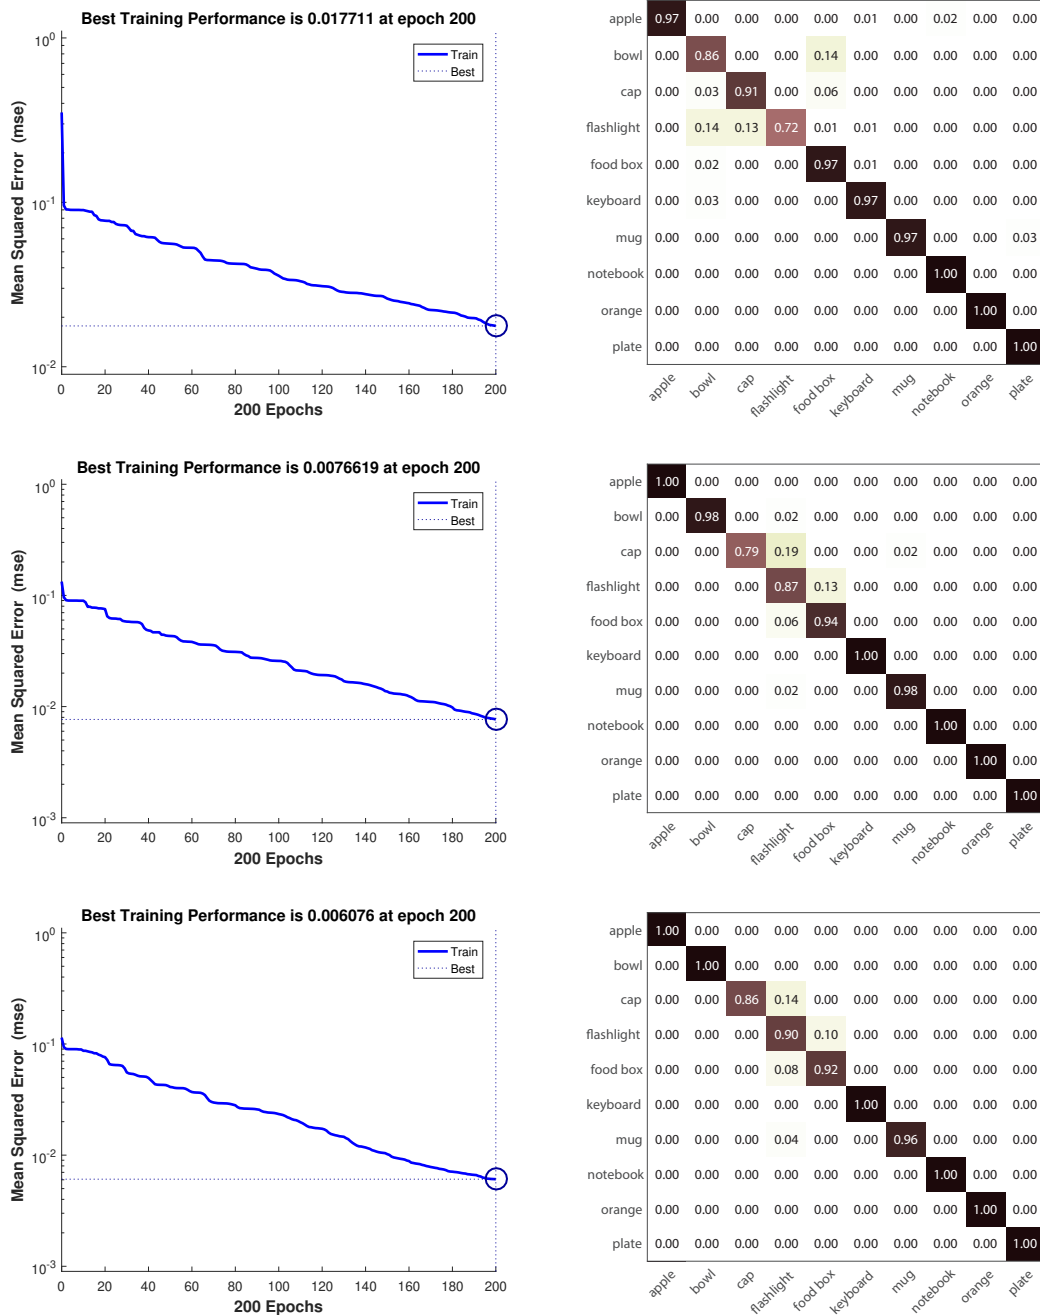 Best Training Performance is 0.017711 at epoch 200
Mean Squared Error (mse)
10^0
10^-1
10^-2
Train
Best
0 20 40 60 80 100 120 140 160 180 200
200 Epochs
apple 0.97 0.00 0.00 0.00 0.00 0.01 0.00 0.02 0.00 0.00
bowl 0.00 0.86 0.00 0.00 0.14 0.00 0.00 0.00 0.00 0.00
cap 0.00 0.03 0.91 0.00 0.06 0.00 0.00 0.00 0.00 0.00
flashlight 0.00 0.14 0.13 0.72 0.01 0.01 0.00 0.00 0.00 0.00
food box 0.00 0.02 0.00 0.00 0.97 0.01 0.00 0.00 0.00 0.00
keyboard 0.00 0.03 0.00 0.00 0.00 0.97 0.00 0.00 0.00 0.00
mug 0.00 0.00 0.00 0.00 0.00 0.00 0.97 0.00 0.00 0.03
notebook 0.00 0.00 0.00 0.00 0.00 0.00 0.00 1.00 0.00 0.00
orange 0.00 0.00 0.00 0.00 0.00 0.00 0.00 0.00 1.00 0.00
plate 0.00 0.00 0.00 0.00 0.00 0.00 0.00 0.00 0.00 1.00
apple bowl cap flashlight food box keyboard mug notebook orange plate
Best Training Performance is 0.0076619 at epoch 200
Mean Squared Error (mse)
10^0
10^-1
10^-2
10^-3
Train
Best
0 20 40 60 80 100 120 140 160 180 200
200 Epochs
apple 1.00 0.00 0.00 0.00 0.00 0.00 0.00 0.00 0.00 0.00
bowl 0.00 0.98 0.00 0.02 0.00 0.00 0.00 0.00 0.00 0.00
cap 0.00 0.00 0.79 0.19 0.00 0.00 0.02 0.00 0.00 0.00
flashlight 0.00 0.00 0.00 0.87 0.13 0.00 0.00 0.00 0.00 0.00
food box 0.00 0.00 0.00 0.06 0.94 0.00 0.00 0.00 0.00 0.00
keyboard 0.00 0.00 0.00 0.00 0.00 1.00 0.00 0.00 0.00 0.00
mug 0.00 0.00 0.00 0.02 0.00 0.00 0.98 0.00 0.00 0.00
notebook 0.00 0.00 0.00 0.00 0.00 0.00 0.00 1.00 0.00 0.00
orange 0.00 0.00 0.00 0.00 0.00 0.00 0.00 0.00 1.00 0.00
plate 0.00 0.00 0.00 0.00 0.00 0.00 0.00 0.00 0.00 1.00
apple bowl cap flashlight food box keyboard mug notebook orange plate
Best Training Performance is 0.006076 at epoch 200
Mean Squared Error (mse)
10^0
10^-1
10^-2
10^-3
Train
Best
0 20 40 60 80 100 120 140 160 180 200
200 Epochs
apple 1.00 0.00 0.00 0.00 0.00 0.00 0.00 0.00 0.00 0.00
bowl 0.00 1.00 0.00 0.00 0.00 0.00 0.00 0.00 0.00 0.00
cap 0.00 0.00 0.86 0.14 0.00 0.00 0.00 0.00 0.00 0.00
flashlight 0.00 0.00 0.00 0.90 0.10 0.00 0.00 0.00 0.00 0.00
food box 0.00 0.00 0.00 0.08 0.92 0.00 0.00 0.00 0.00 0.00
keyboard 0.00 0.00 0.00 0.00 0.00 1.00 0.00 0.00 0.00 0.00
mug 0.00 0.00 0.00 0.04 0.00 0.00 0.96 0.00 0.00 0.00
notebook 0.00 0.00 0.00 0.00 0.00 0.00 0.00 1.00 0.00 0.00
orange 0.00 0.00 0.00 0.00 0.00 0.00 0.00 0.00 1.00 0.00
plate 0.00 0.00 0.00 0.00 0.00 0.00 0.00 0.00 0.00 1.00
apple bowl cap flashlight food box keyboard mug notebook orange plate